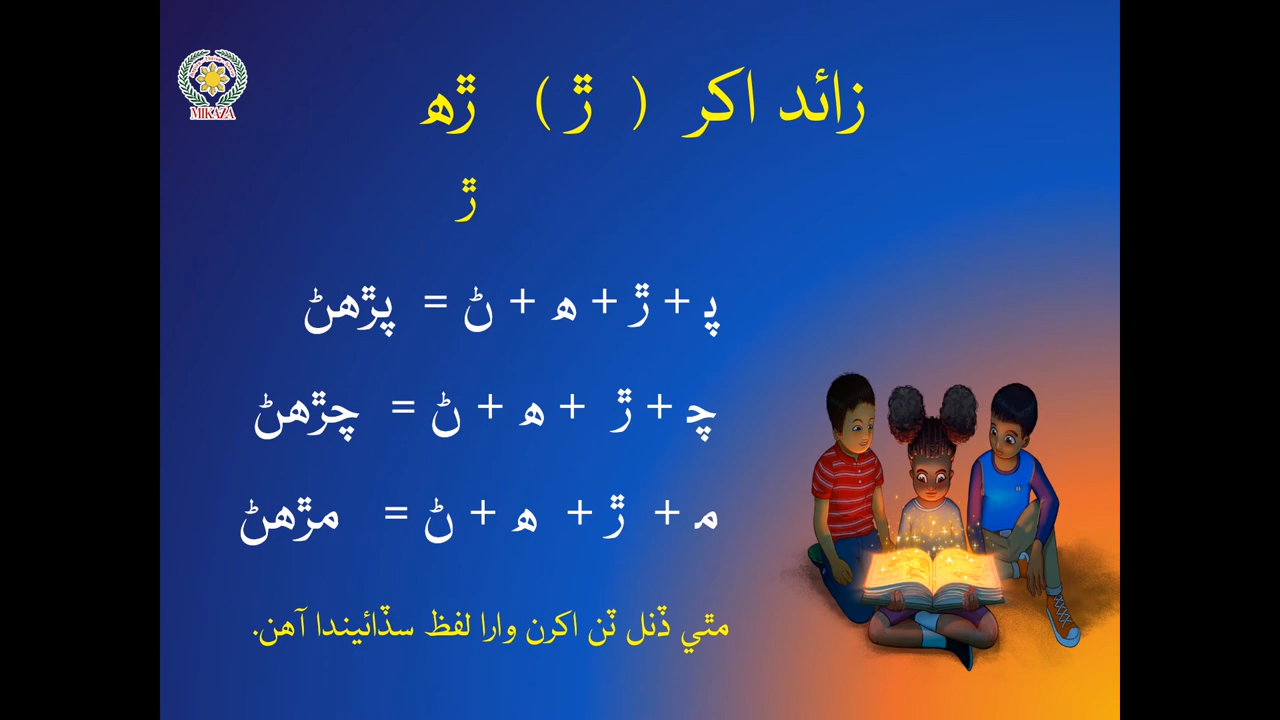 MIKAZA
زائد اکر ( ڙ ) ڙھ
ڙ
پ + ڙ + ھ + ڻ = پڙھڻ
چ + ڙ + ھ + ڻ = چڙھڻ
م + ڙ + ھ + ڻ = مڙھڻ
مٿي ڏنل ٽن اکرن وارا لفظ سڏائيندا آهن.